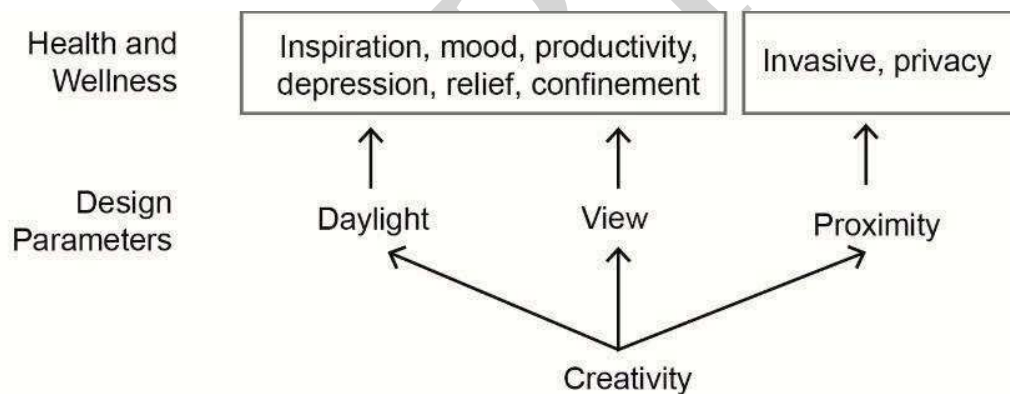 Health and
Wellness
Inspiration, mood, productivity,
depression, relief, confinement
Invasive, privacy
Design
Parameters
Daylight
View
Proximity
Creativity